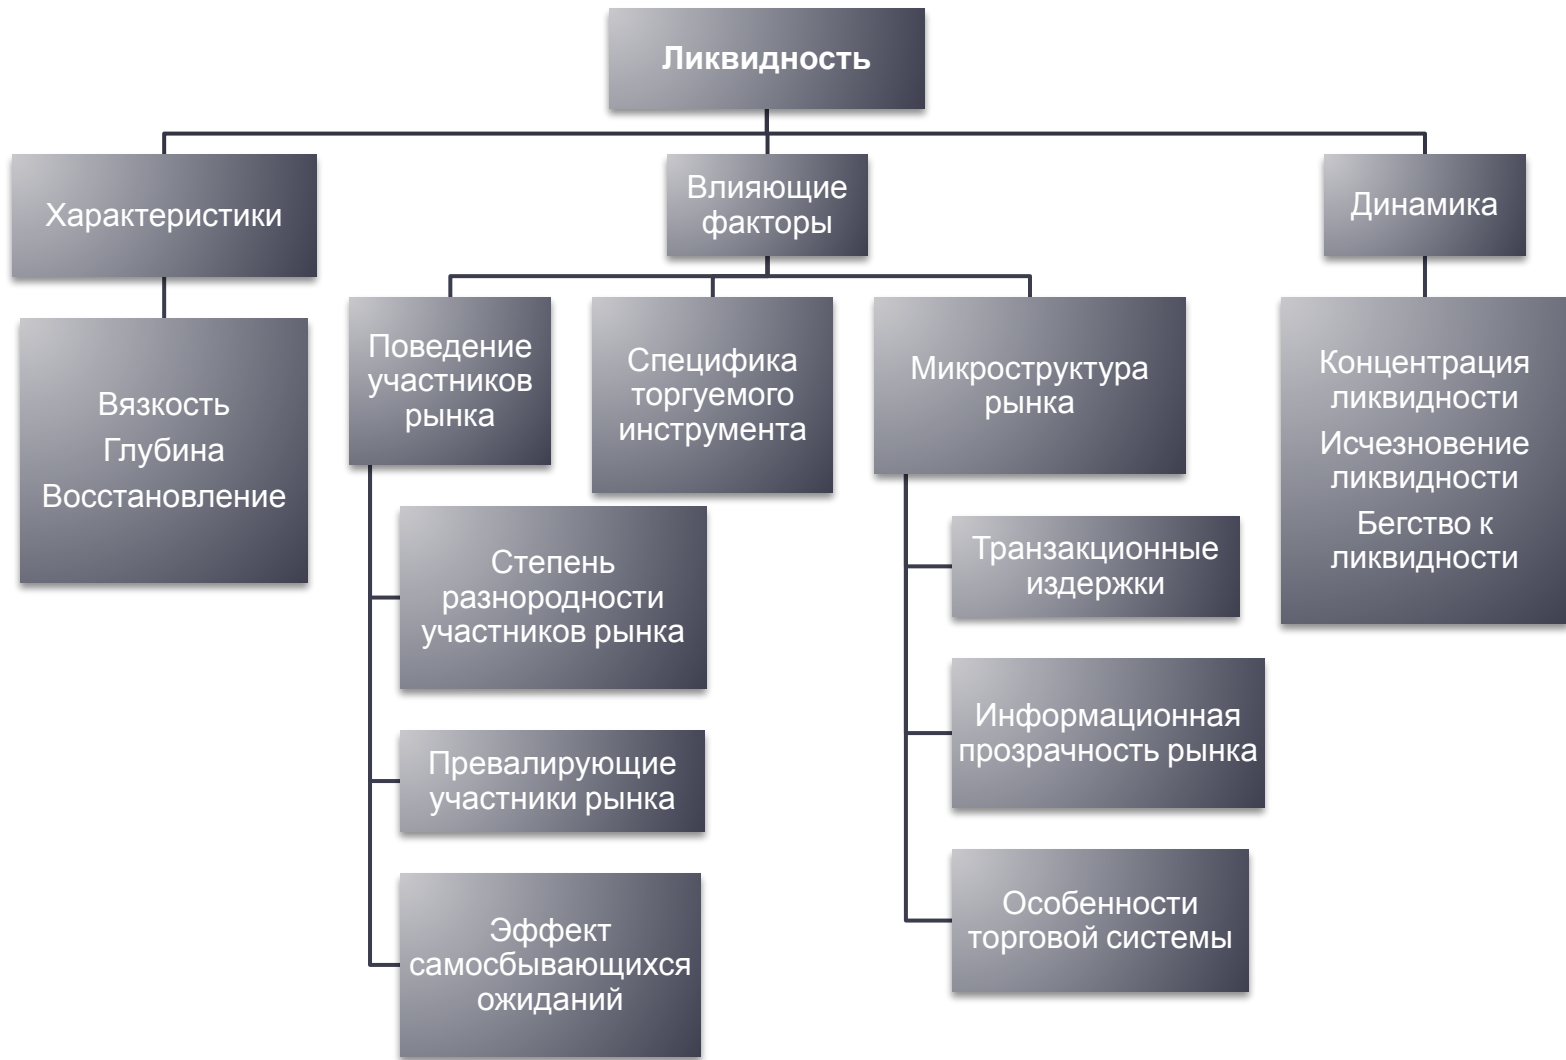 Ликвидность
Характеристики
Влияющие
факторы
Динамика
Вязкость
Глубина
Восстановление
Поведение
участников
рынка
Специфика
торгуемого
инструмента
Микроструктура
рынка
Концентрация
ликвидности
Исчезновение
ликвидности
Бегство к
ликвидности
Степень
разнородности
участников рынка
Превалирующие
участники рынка
Эффект
самосбывающихся
ожиданий
Транзакционные
издержки
Информационная
прозрачность рынка
Особенности
торговой системы